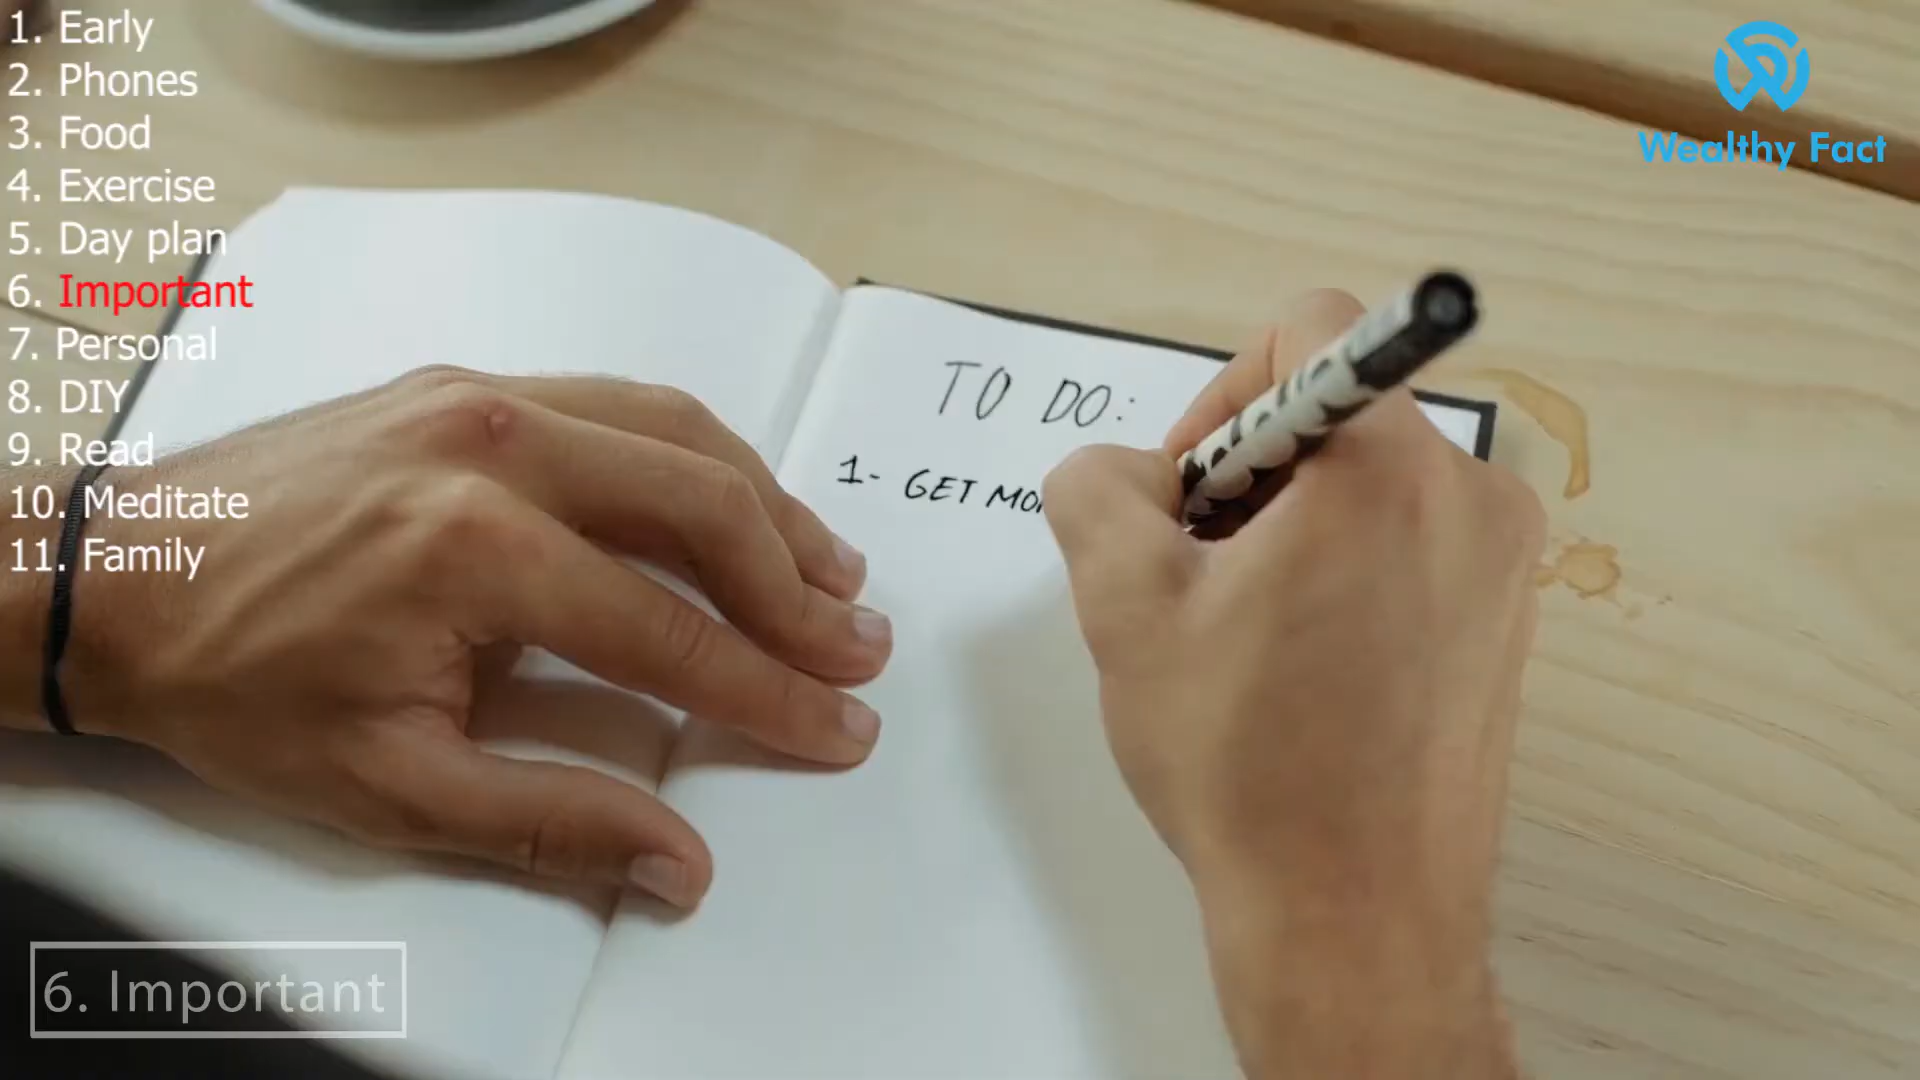 1. Early
2. Phones
3. Food
4. Exercise
5. Day plan
6. Important
7. Personal
8. DIY
9. Read
10. Meditate
11. Family
Wealthy Fact
TO DO:
1- GET
6. Important